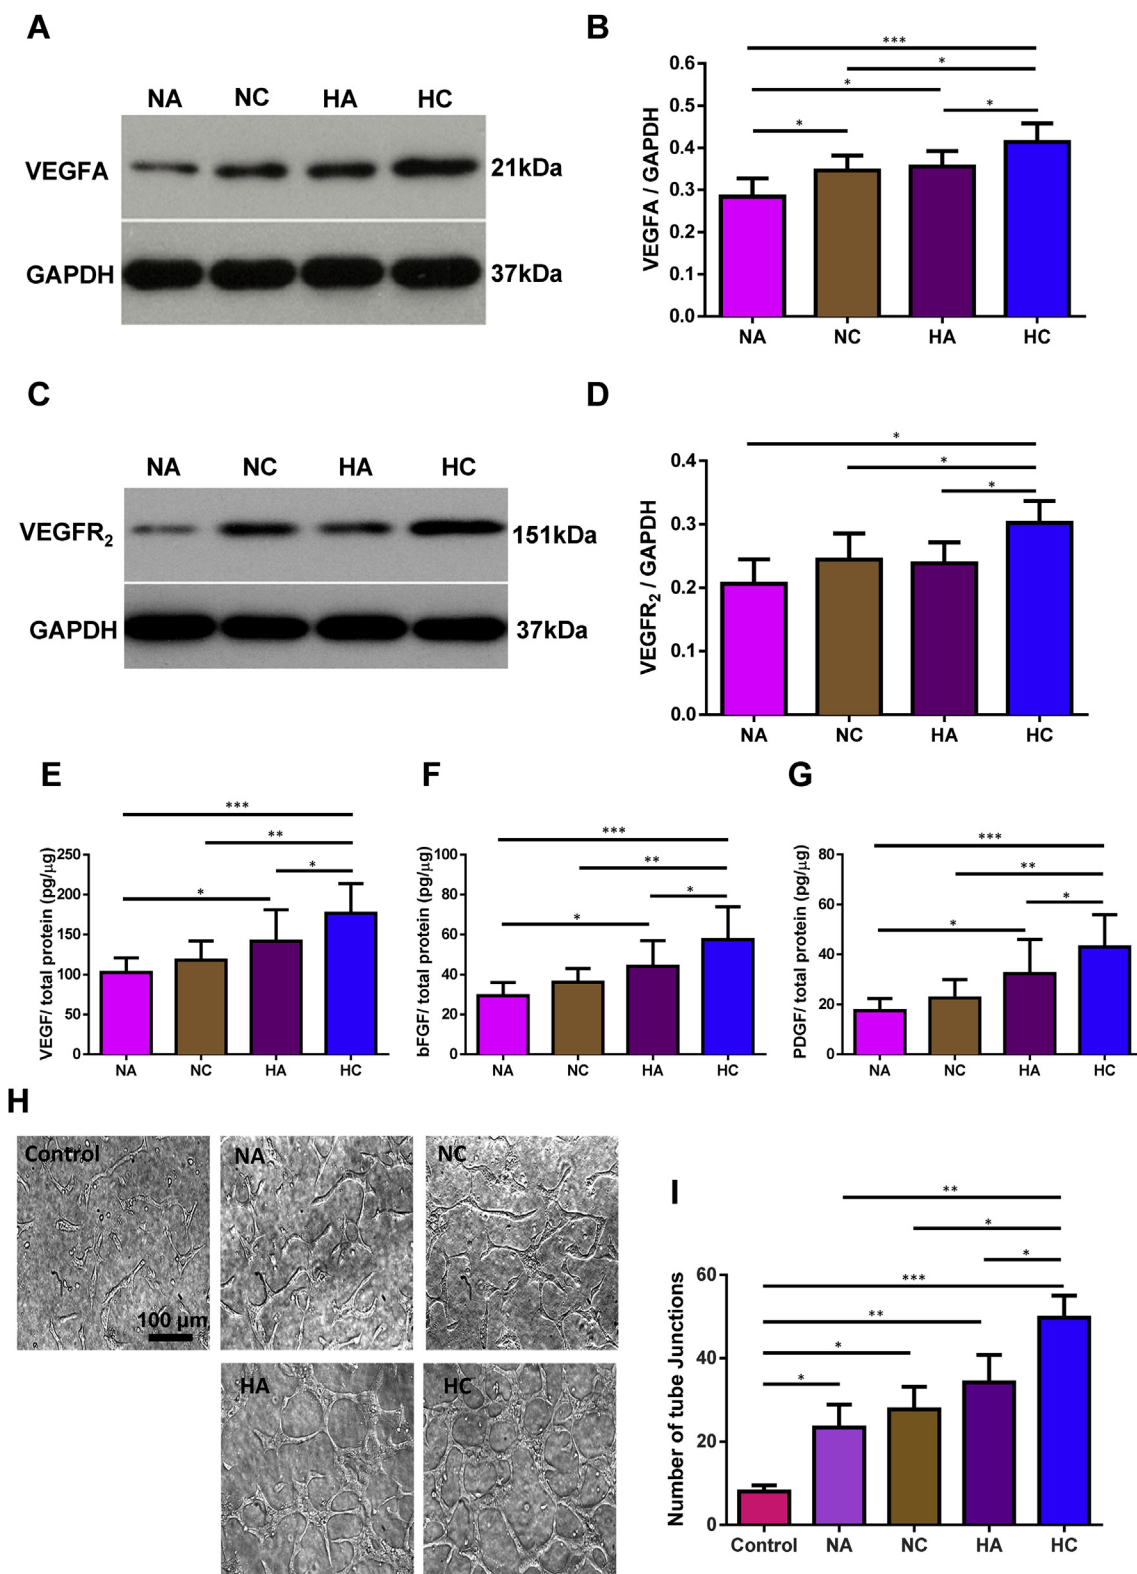 A
NA NC HA HC
VEGFA 21kDa
GAPDH 37kDa
B
***
*
*
*
*
VEGFA / GAPDH
0.6
0.5
0.4
0.3
0.2
0.1
0.0
NA NC HA HC
C
NA NC HA HC
VEGFR₂ 151kDa
GAPDH 37kDa
D
*
*
*
VEGFR₂ / GAPDH
0.4
0.3
0.2
0.1
0.0
NA NC HA HC
E
***
**
*
*
VEGF/ total protein (pg/μg)
250
200
150
100
50
0
NA NC HA HC
F
***
**
*
*
bFGF/ total protein (pg/μg)
100
80
60
40
20
0
NA NC HA HC
G
***
**
*
*
PDGF/ total protein (pg/μg)
80
60
40
20
0
NA NC HA HC
H
Control NA NC
100 μm
HA HC
I
**
*
*
***
**
*
*
Number of tube Junctions
60
40
20
0
Control NA NC HA HC